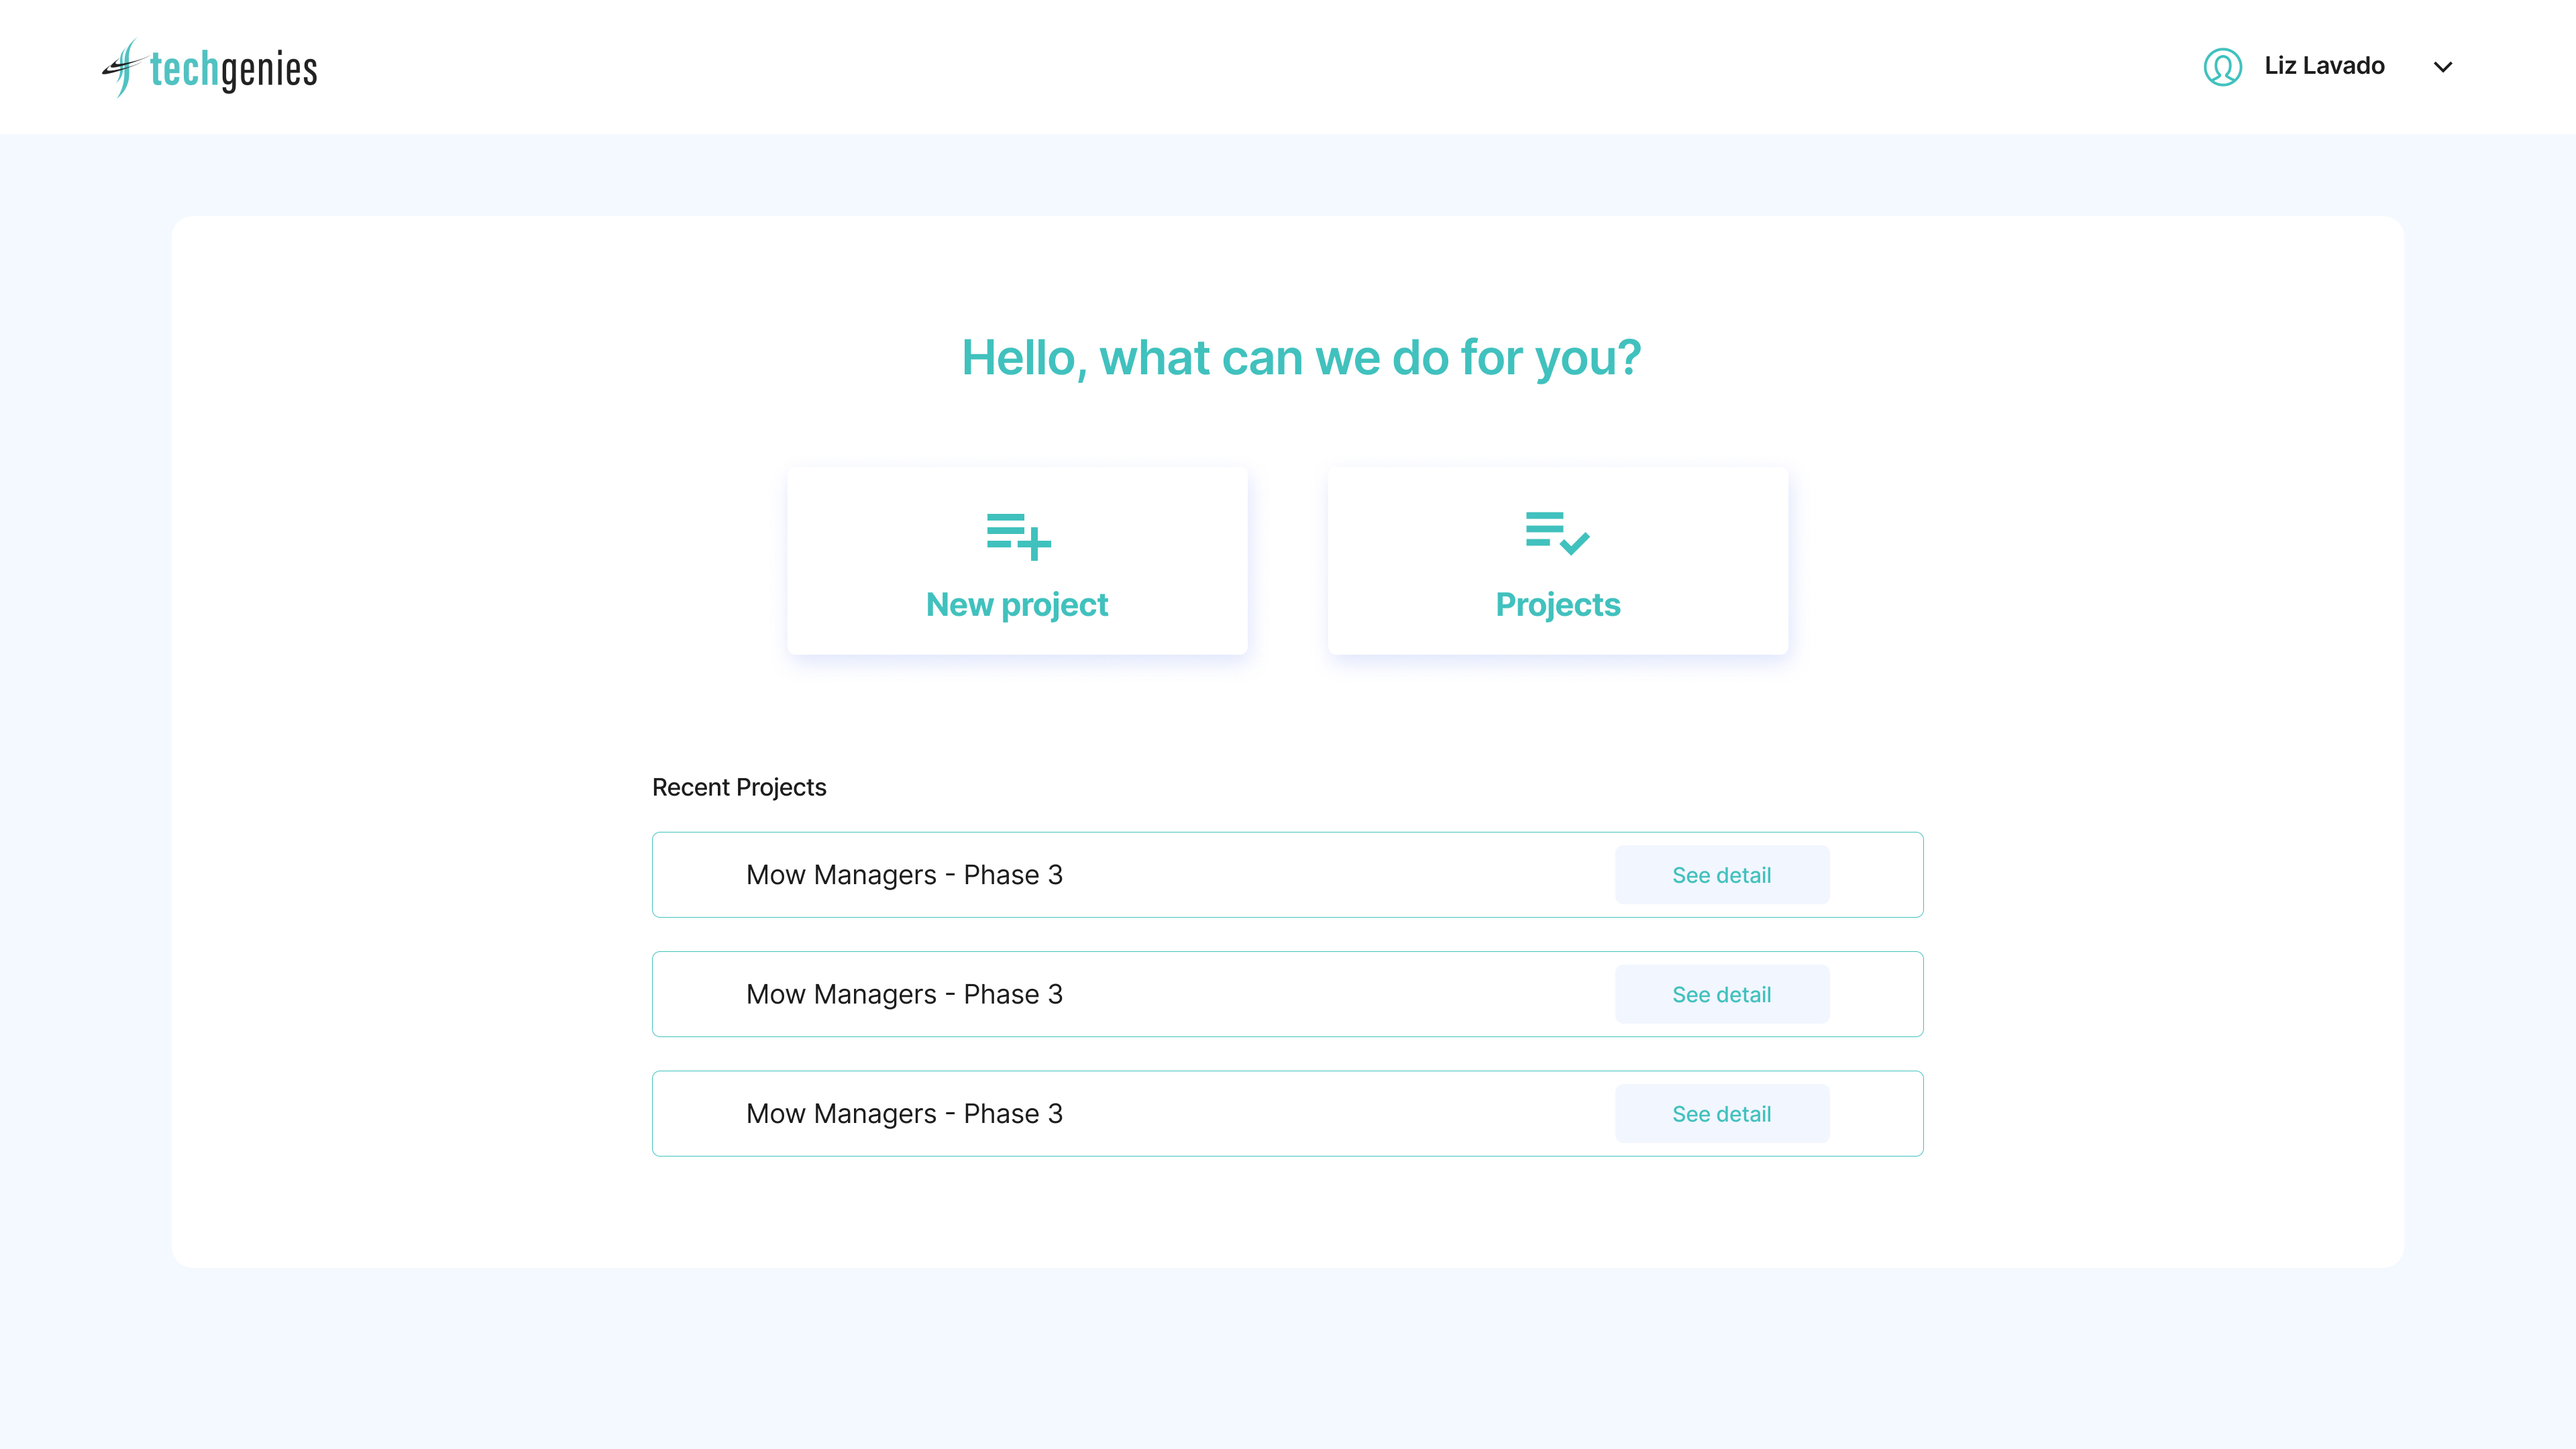 techgenies
Liz Lavado
Hello, what can we do for you?
New project
Projects
Recent Projects
Mow Managers - Phase 3
See detail
Mow Managers - Phase 3
See detail
Mow Managers - Phase 3
See detail